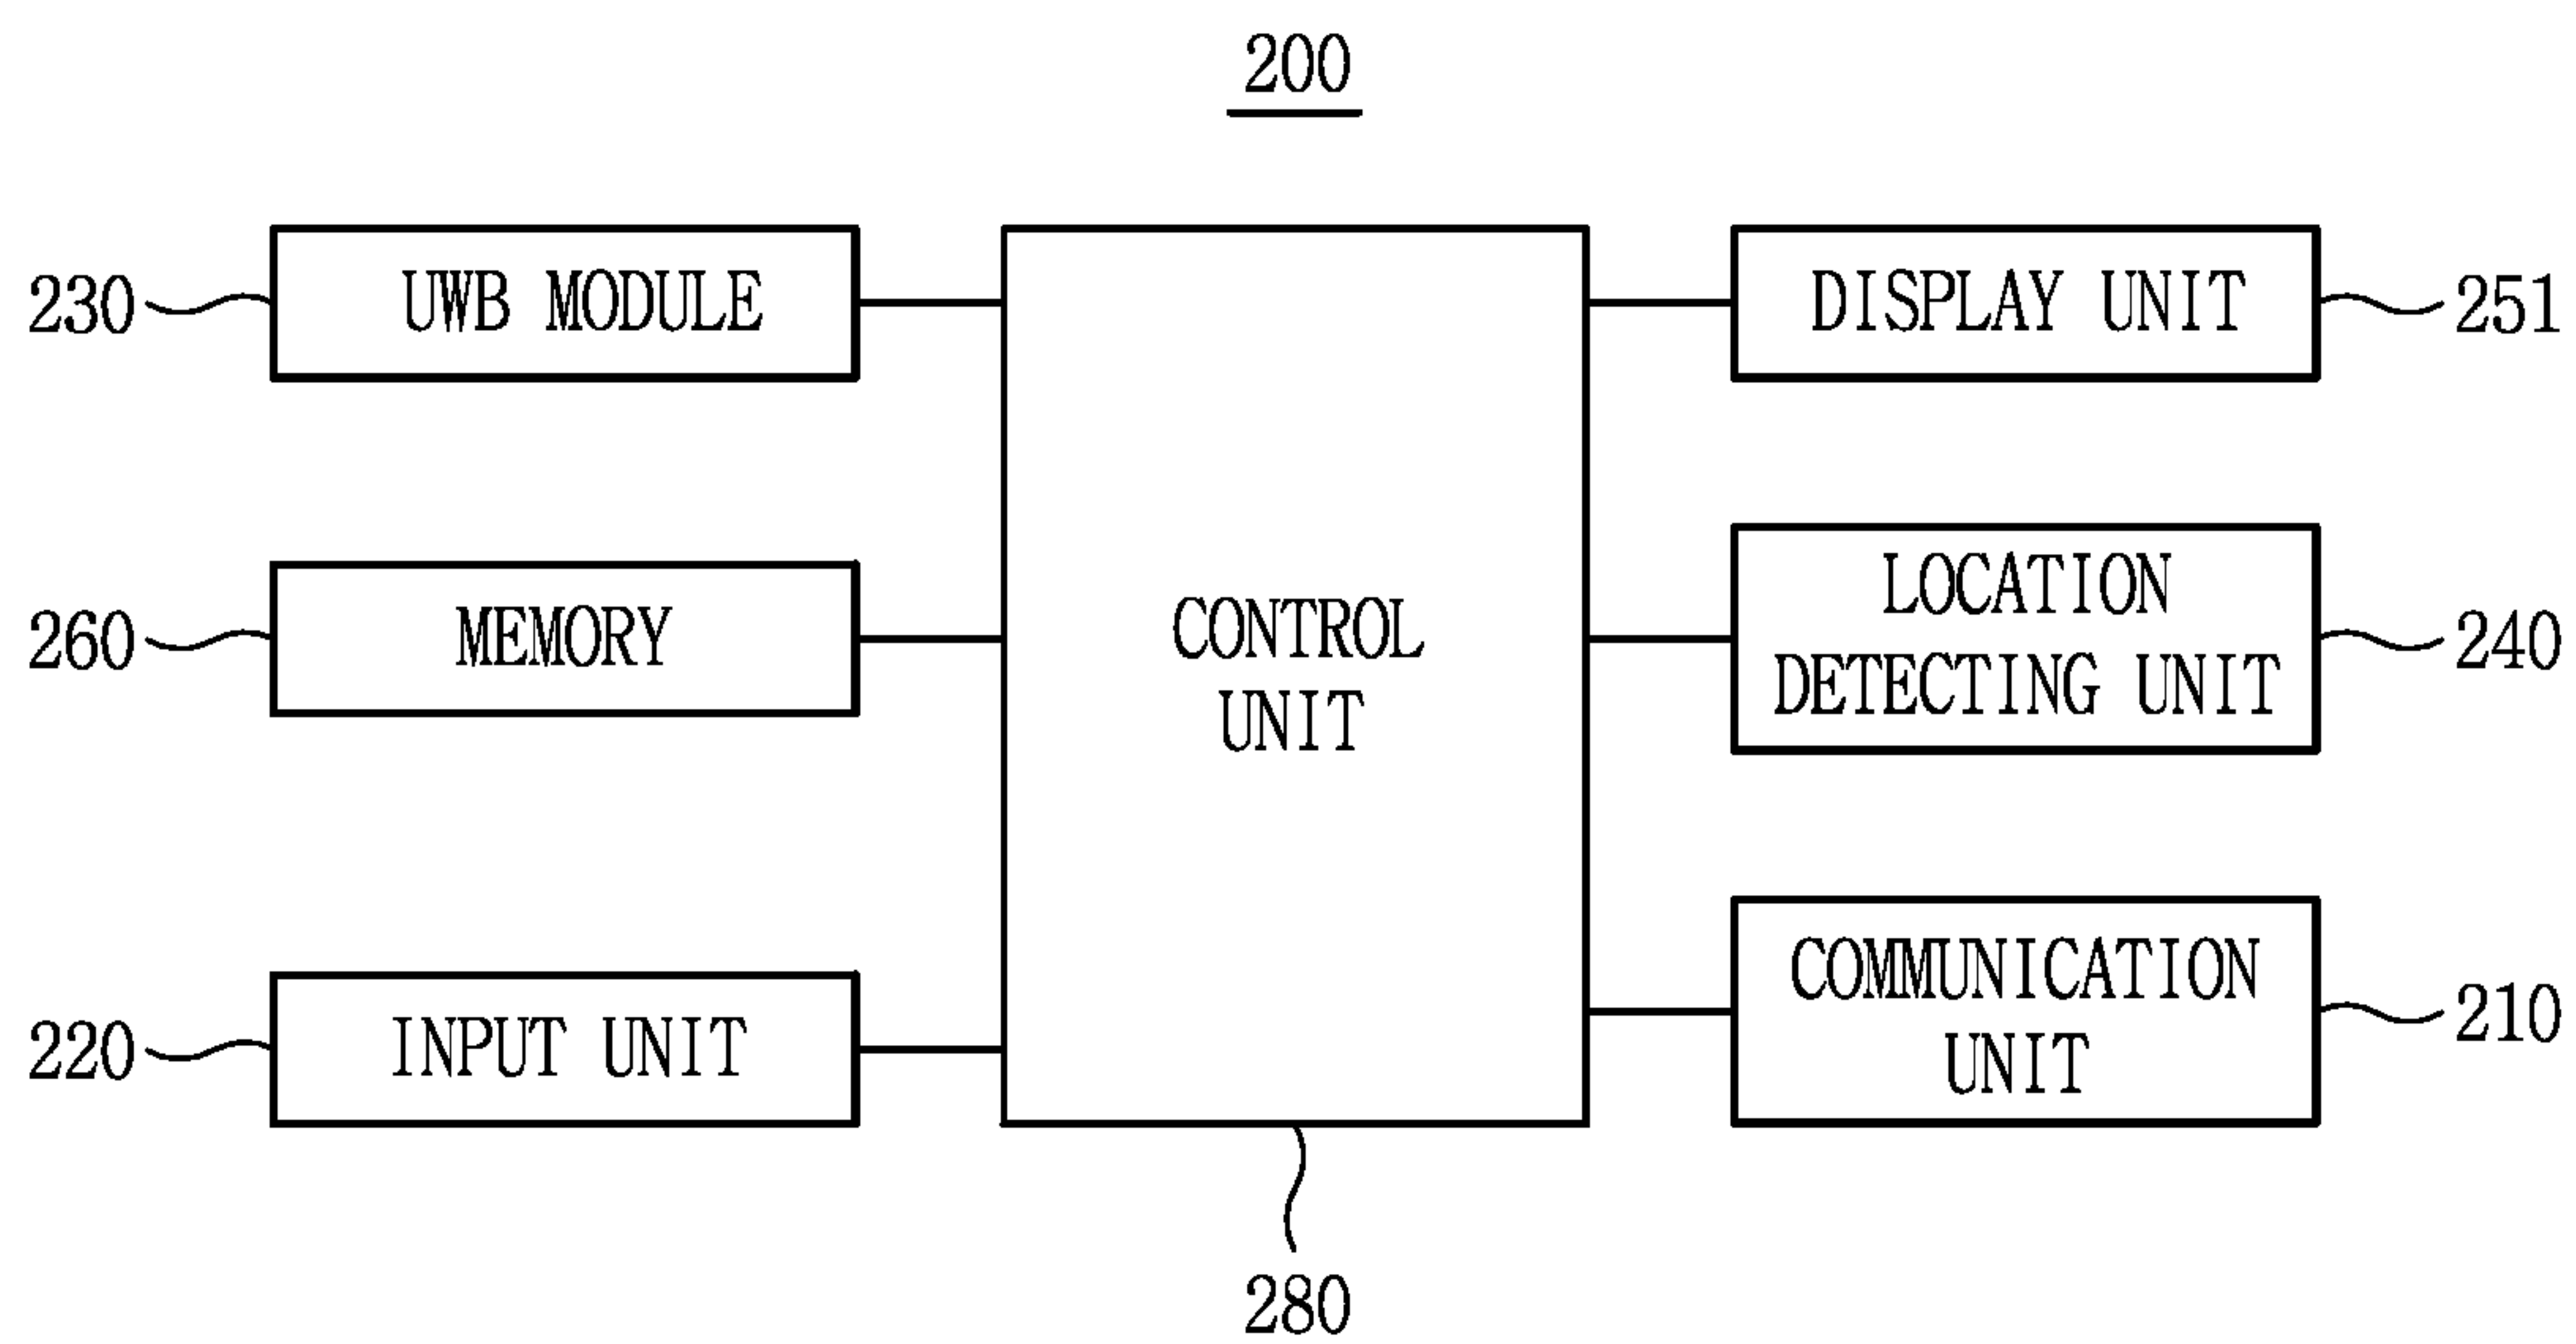 200
230
UWB MODULE
DISPLAY UNIT
251
260
MEMORY
CONTROL
UNIT
LOCATION
DETECTING UNIT
240
220
INPUT UNIT
COMMUNICATION
UNIT
210
280